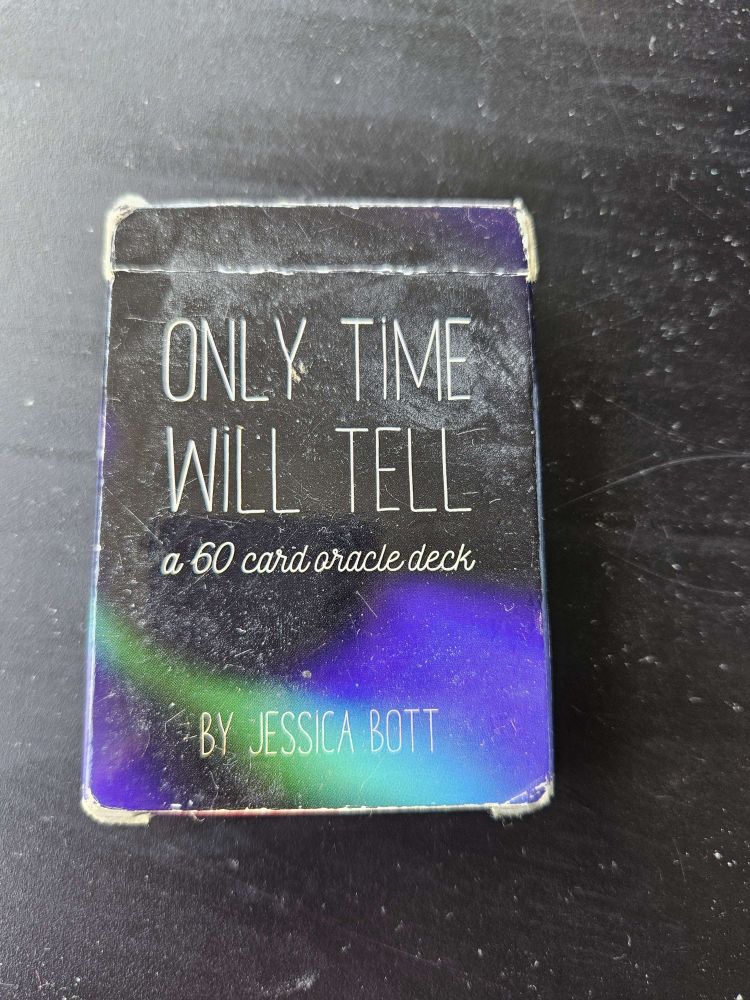 ONLY TIME
WILL TELL
a 60 card oracle deck
BY JESSICA BOTT